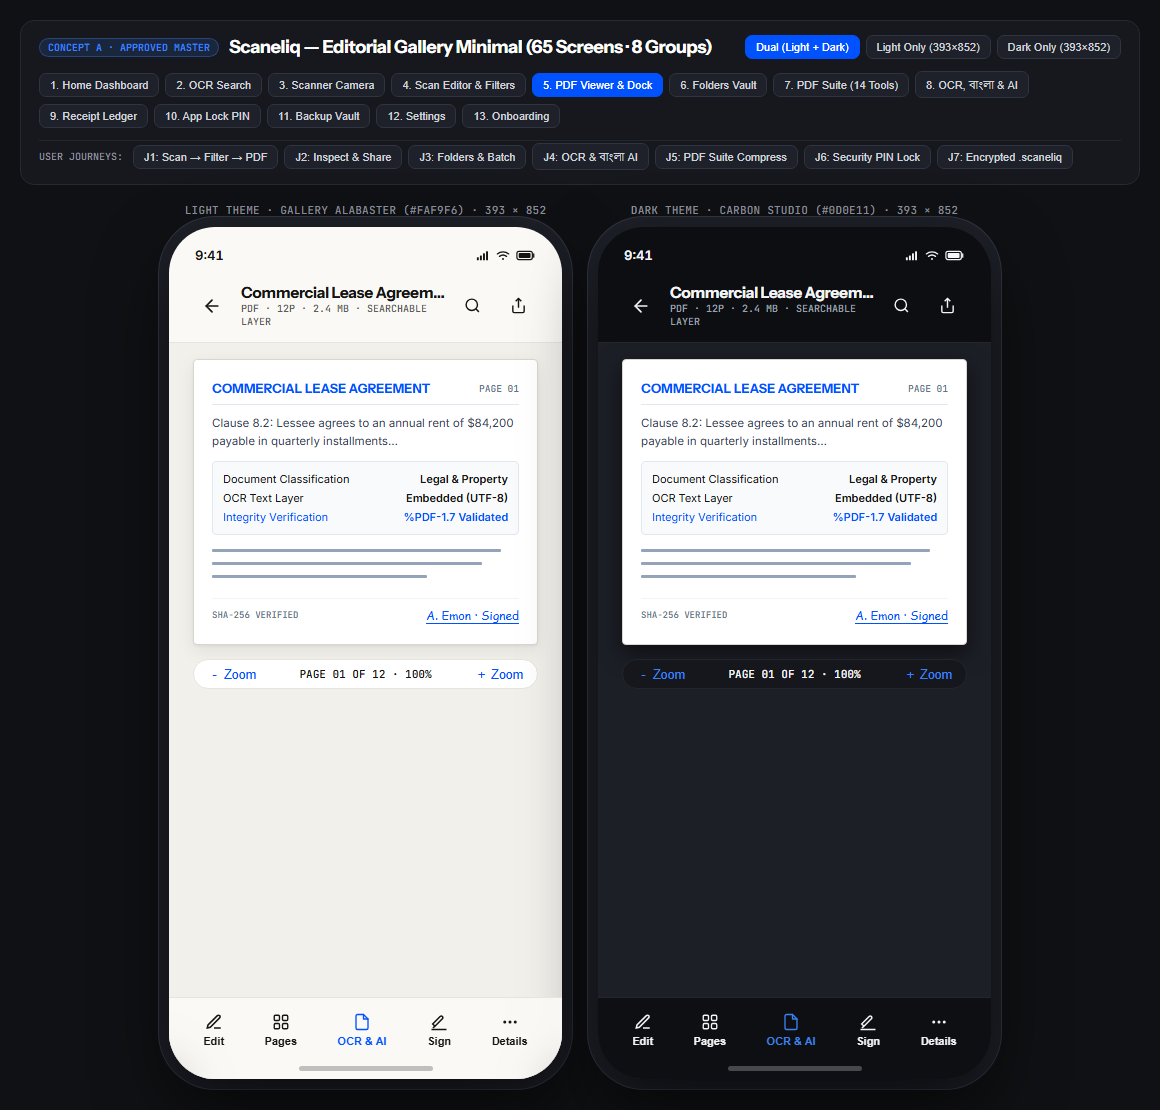 CONCEPT A · APPROVED MASTER
Scaneliq — Editorial Gallery Minimal (65 Screens · 8 Groups)
Dual (Light + Dark)
Light Only (393×852)
Dark Only (393×852)
1. Home Dashboard
2. OCR Search
3. Scanner Camera
4. Scan Editor & Filters
5. PDF Viewer & Dock
6. Folders Vault
7. PDF Suite (14 Tools)
8. OCR, বাংলা & AI
9. Receipt Ledger
10. App Lock PIN
11. Backup Vault
12. Settings
13. Onboarding
USER JOURNEYS:
J1: Scan → Filter → PDF
J2: Inspect & Share
J3: Folders & Batch
J4: OCR & বাংলা AI
J5: PDF Suite Compress
J6: Security PIN Lock
J7: Encrypted .scaneliq
LIGHT THEME · GALLERY ALABASTER (#FAF9F6) · 393 × 852
9:41
Commercial Lease Agreem...
PDF · 12P · 2.4 MB · SEARCHABLE
LAYER
COMMERCIAL LEASE AGREEMENT
PAGE 01
Clause 8.2: Lessee agrees to an annual rent of $84,200
payable in quarterly installments...
Document Classification
Legal & Property
OCR Text Layer
Embedded (UTF-8)
Integrity Verification
%PDF-1.7 Validated
SHA-256 VERIFIED
A. Emon · Signed
- Zoom
PAGE 01 OF 12 · 100%
+ Zoom
Edit
Pages
OCR & AI
Sign
Details
DARK THEME · CARBON STUDIO (#0D0E11) · 393 × 852
9:41
Commercial Lease Agreem...
PDF · 12P · 2.4 MB · SEARCHABLE
LAYER
COMMERCIAL LEASE AGREEMENT
PAGE 01
Clause 8.2: Lessee agrees to an annual rent of $84,200
payable in quarterly installments...
Document Classification
Legal & Property
OCR Text Layer
Embedded (UTF-8)
Integrity Verification
%PDF-1.7 Validated
SHA-256 VERIFIED
A. Emon · Signed
- Zoom
PAGE 01 OF 12 · 100%
+ Zoom
Edit
Pages
OCR & AI
Sign
Details